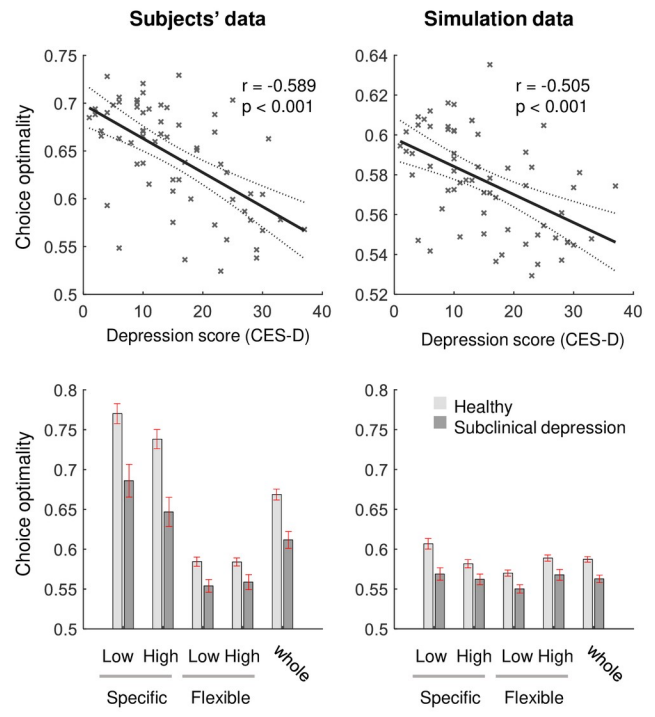 Subjects' data
Simulation data
0.75
0.7
0.65
0.6
0.55
0.5
Choice optimality
r = -0.589
p < 0.001
0
10
20
30
40
Depression score (CES-D)
0.64
0.62
0.6
0.58
0.56
0.54
0.52
r = -0.505
p < 0.001
0
10
20
30
40
Depression score (CES-D)
0.8
0.75
0.7
0.65
0.6
0.55
0.5
Choice optimality
Low High Low High whole
Specific Flexible
0.8
0.75
0.7
0.65
0.6
0.55
0.5
Healthy
Subclinical depression
Low High Low High whole
Specific Flexible